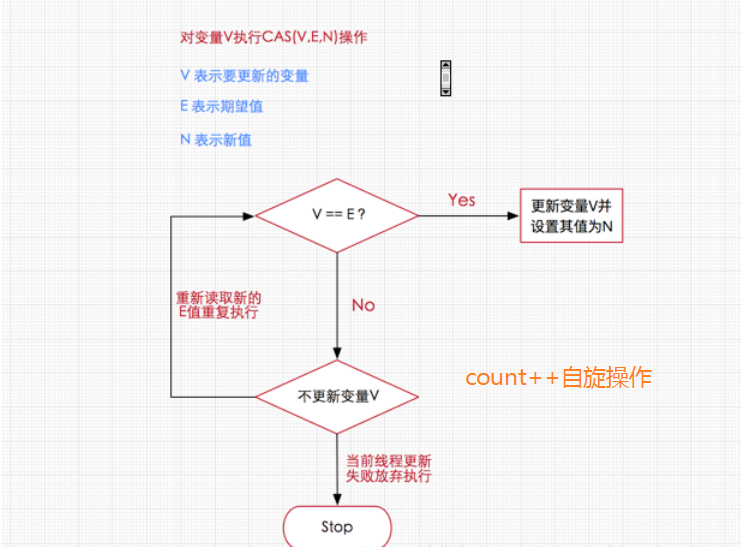 对变量V执行CAS(V,E,N)操作
V 表示要更新的变量
E 表示期望值
N 表示新值
V == E ?
Yes
更新变量V并
设置其值为N
重新读取新的
E值重复执行
No
count++自旋操作
不更新变量V
当前线程更新
失败放弃执行
Stop